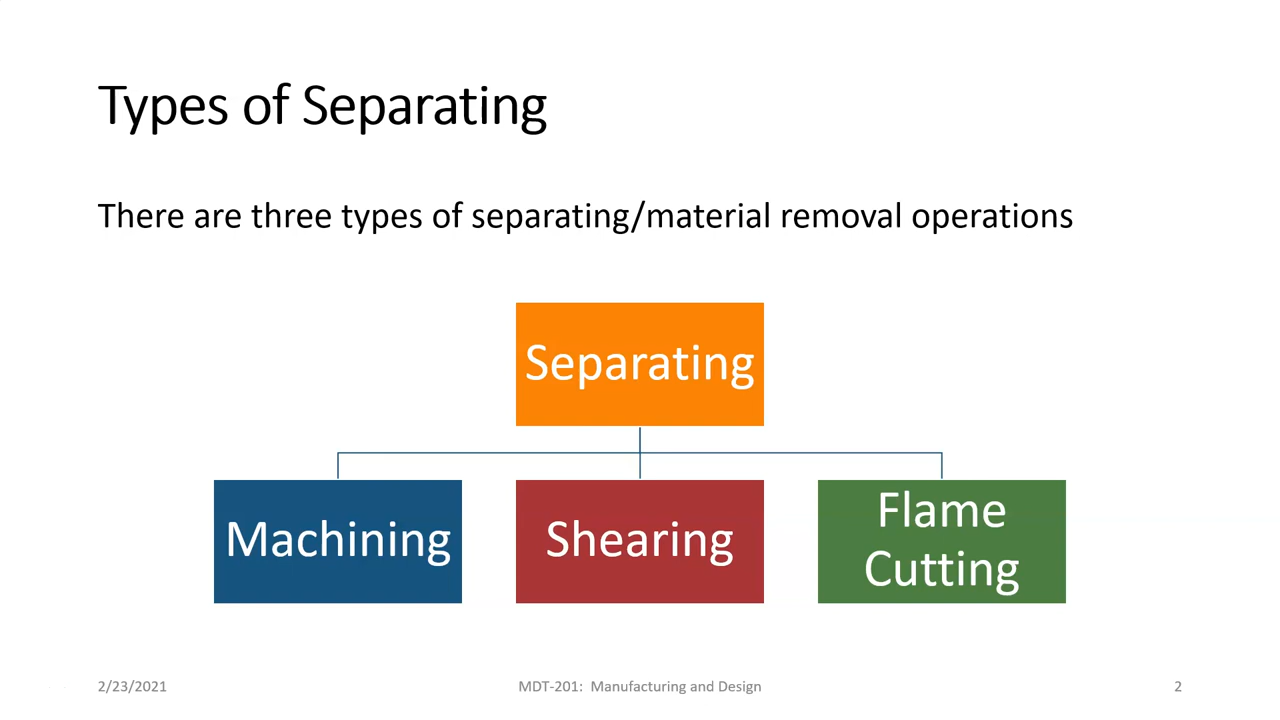 Types of Separating
There are three types of separating/material removal operations
Separating
Machining
Shearing
Flame
Cutting
2/23/2021
MDT-201:  Manufacturing and Design
2